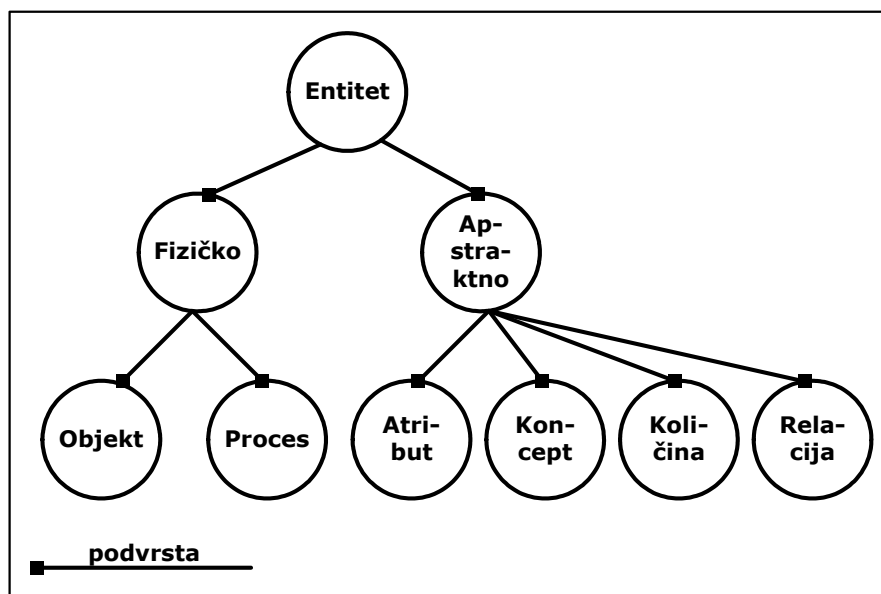 Entitet
Fizičko
Ap-
stra-
ktno
Objekt
Proces
Atri-
but
Kon-
cept
Koli-
čina
Rela-
cija
podvrsta